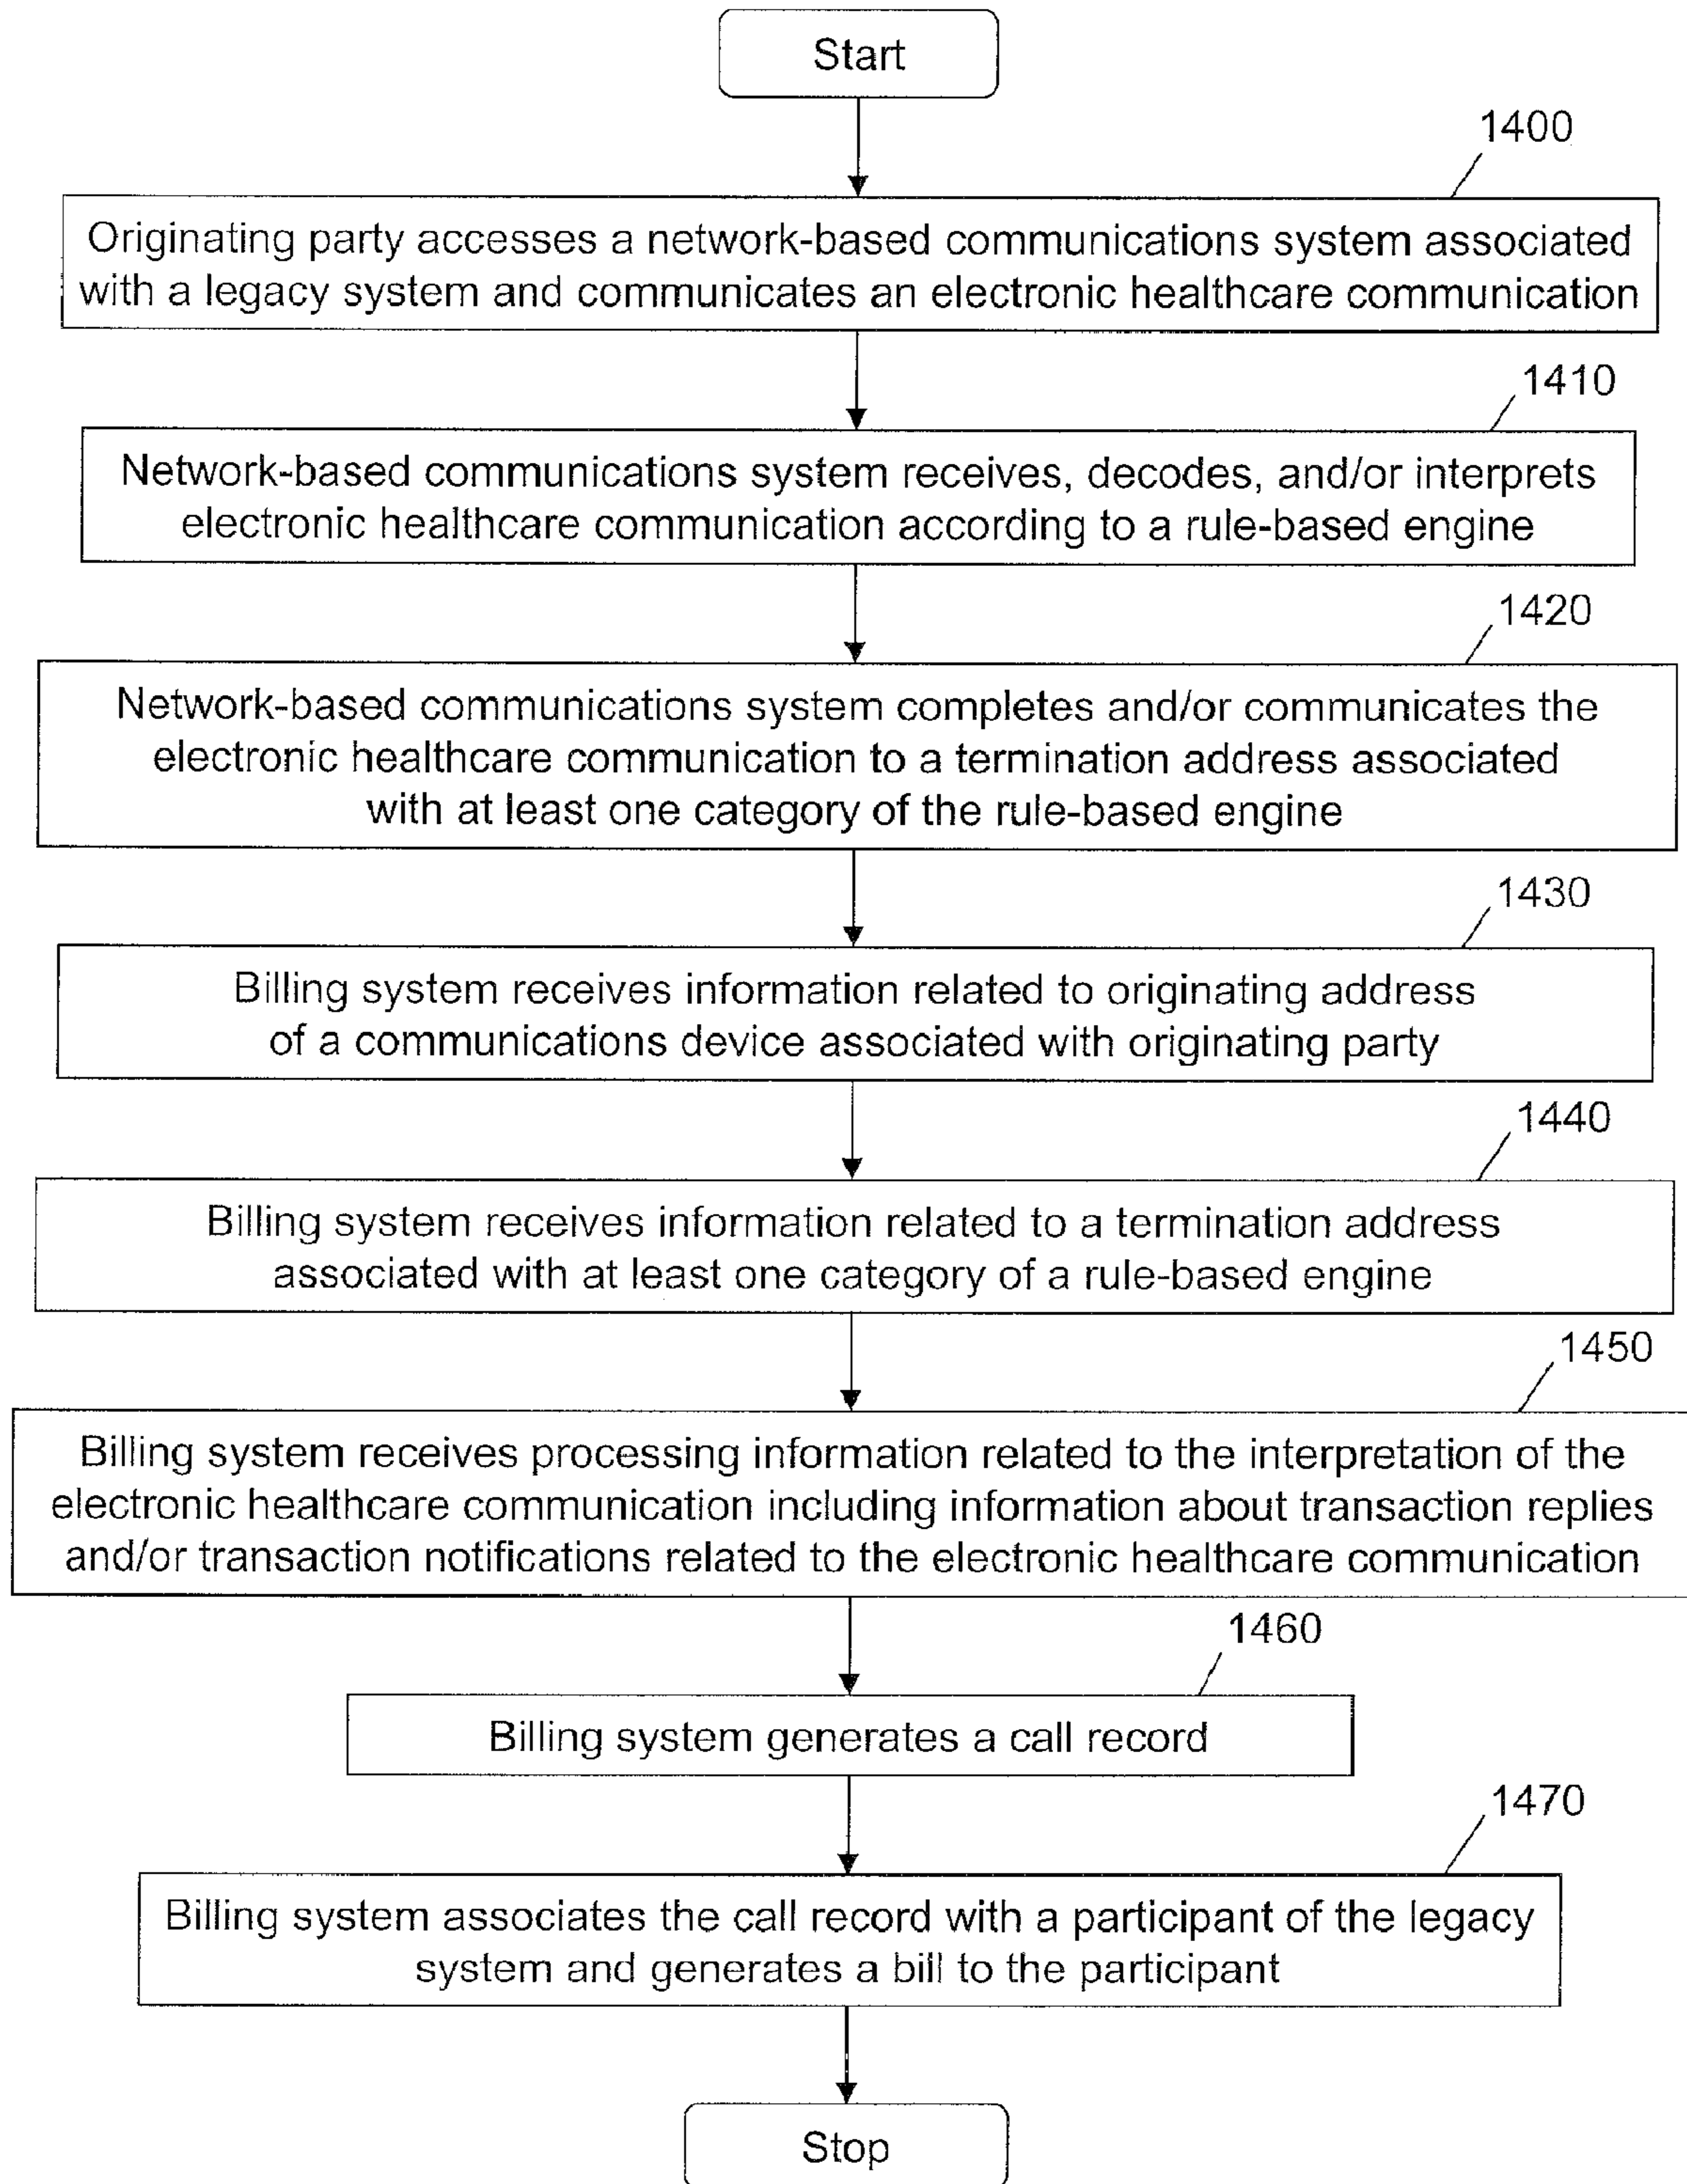 Start
1400
Originating party accesses a network-based communications system associated
with a legacy system and communicates an electronic healthcare communication
1410
Network-based communications system receives, decodes, and/or interprets
electronic healthcare communication according to a rule-based engine
1420
Network-based communications system completes and/or communicates the
electronic healthcare communication to a termination address associated
with at least one category of the rule-based engine
1430
Billing system receives information related to originating address
of a communications device associated with originating party
1440
Billing system receives information related to a termination address
associated with at least one category of a rule-based engine
1450
Billing system receives processing information related to the interpretation of the
electronic healthcare communication including information about transaction replies
and/or transaction notifications related to the electronic healthcare communication
1460
Billing system generates a call record
1470
Billing system associates the call record with a participant of the legacy
system and generates a bill to the participant
Stop